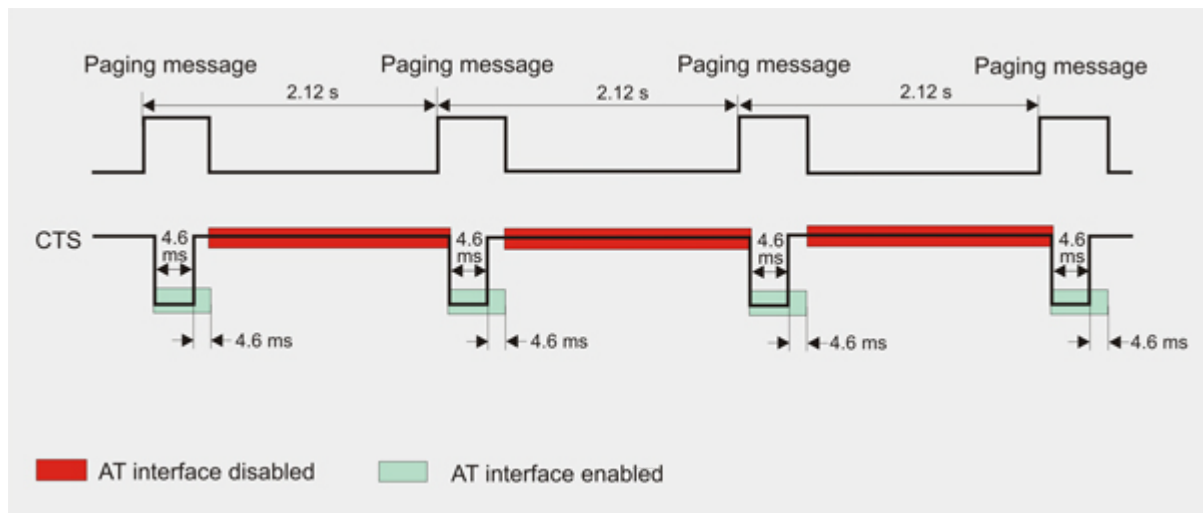 Paging message
Paging message
Paging message
Paging message
2.12 s
2.12 s
2.12 s
CTS
4.6
ms
4.6
ms
4.6
ms
4.6
ms
4.6 ms
4.6 ms
4.6 ms
4.6 ms
AT interface disabled
AT interface enabled